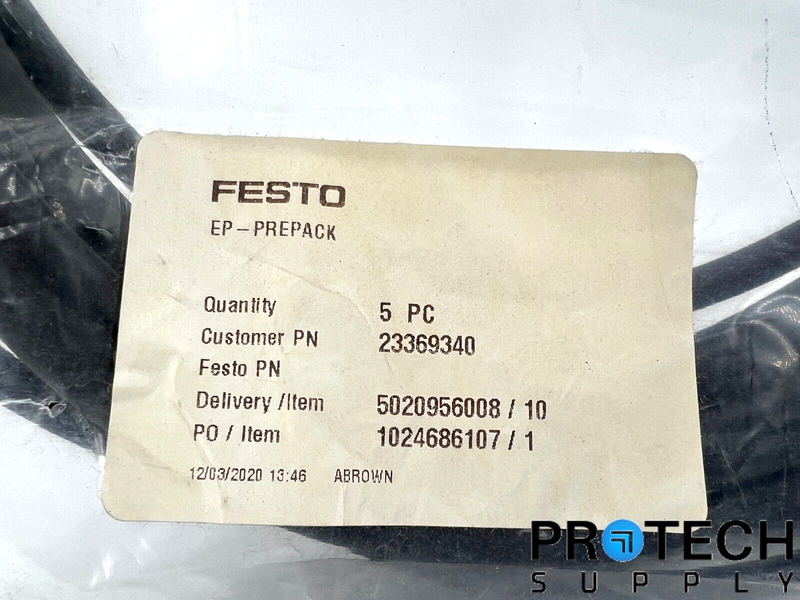 FESTO
EP-PREPACK
Quantity 5 PC
Customer PN 23369340
Festo PN
Delivery /Item 5020956008 / 10
PO / Item 1024686107 / 1
12/03/2020 13:46 ABROWN
PROTECH
SUPPLY